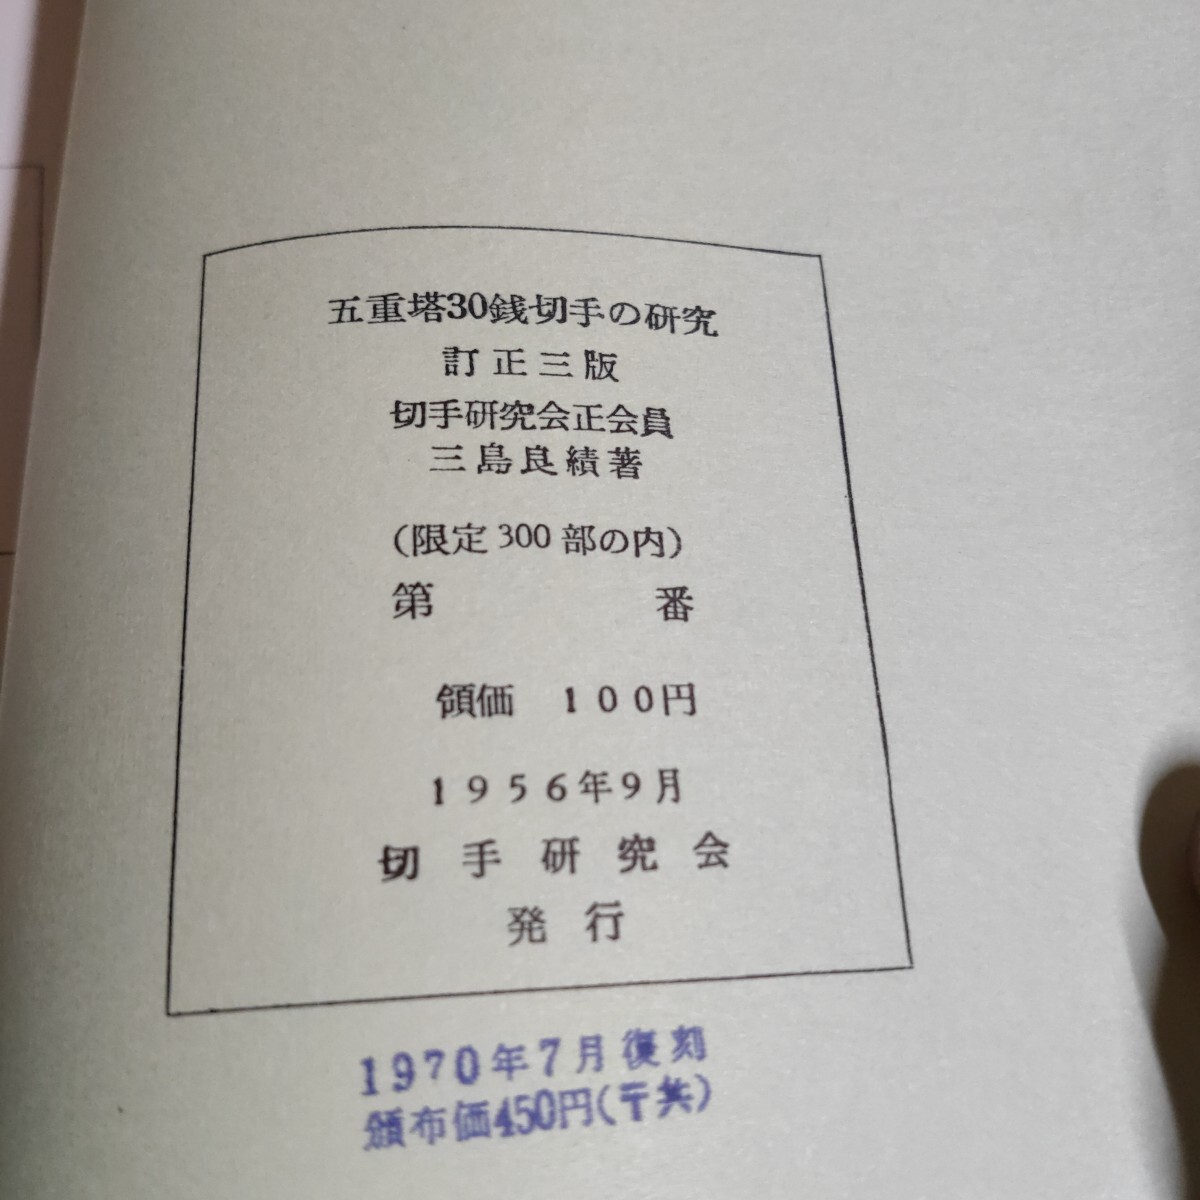 五重塔30銭切手の研究
訂正三版
切手研究会正会員
三島良績著
(限定300部の内)
第 番
領価 100円
1956年9月
切手研究会
発行
1970年7月復刻
頒布価450円(〒共)